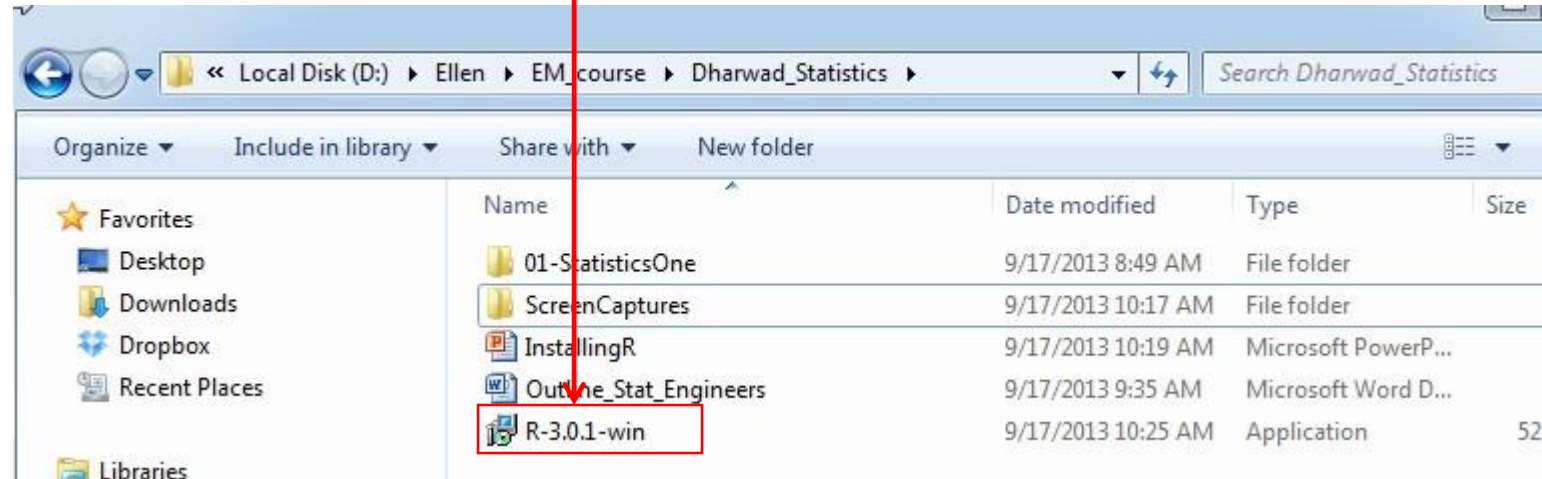 « Local Disk (D:) ▸ Ellen ▸ EM_course ▸ Dharwad_Statistics ▸ Search Dharwad_Statistics
Organize Include in library Share with New folder
Favorites
Desktop
Downloads
Dropbox
Recent Places
Libraries
Name Date modified Type Size
01-StatisticsOne 9/17/2013 8:49 AM File folder
ScreenCaptures 9/17/2013 10:17 AM File folder
InstallingR 9/17/2013 10:19 AM Microsoft PowerP...
Outline_Stat_Engineers 9/17/2013 9:35 AM Microsoft Word D...
R-3.0.1-win 9/17/2013 10:25 AM Application 52